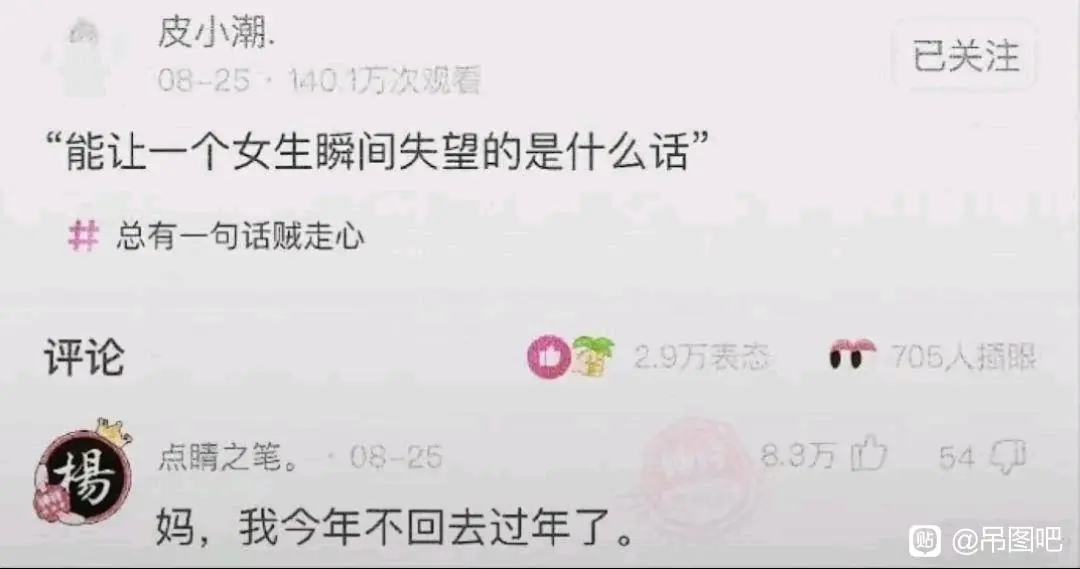 皮小潮.
08-25 · 140.1万次观看
已关注
“能让一个女生瞬间失望的是什么话”
# 总有一句话贼走心
评论
2.9万表态
705人插眼
点睛之笔。 · 08-25
8.3万
54
妈，我今年不回去过年了。
楊
贴 @吊图吧